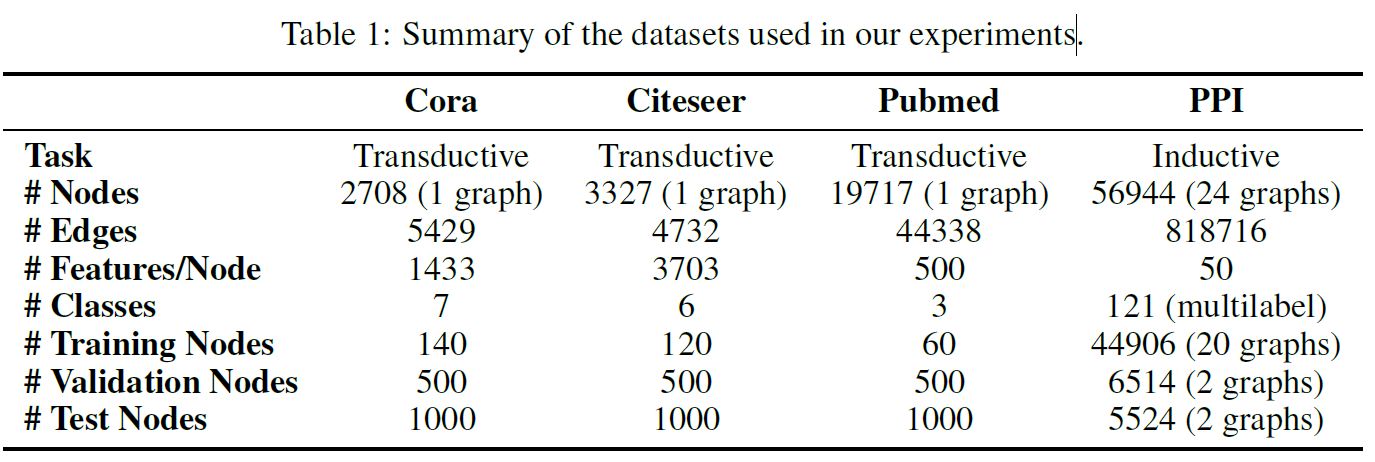 Table 1: Summary of the datasets used in our experiments.
Cora Citeseer Pubmed PPI
Task Transductive Transductive Transductive Inductive
# Nodes 2708 (1 graph) 3327 (1 graph) 19717 (1 graph) 56944 (24 graphs)
# Edges 5429 4732 44338 818716
# Features/Node 1433 3703 500 50
# Classes 7 6 3 121 (multilabel)
# Training Nodes 140 120 60 44906 (20 graphs)
# Validation Nodes 500 500 500 6514 (2 graphs)
# Test Nodes 1000 1000 1000 5524 (2 graphs)